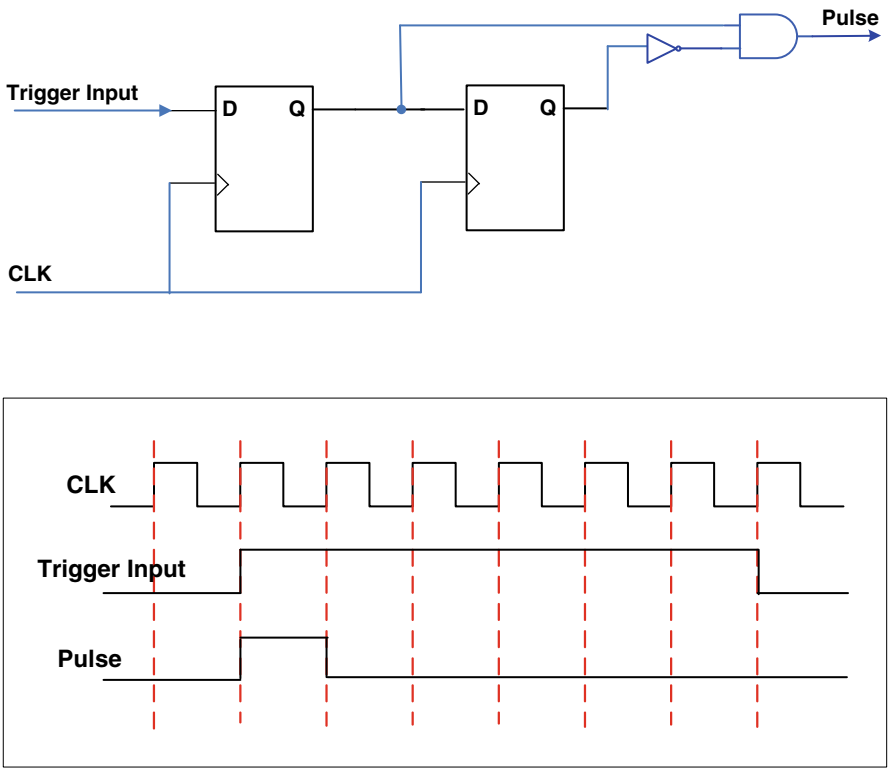 Pulse
Trigger Input
D Q
D Q
CLK
CLK
Trigger Input
Pulse